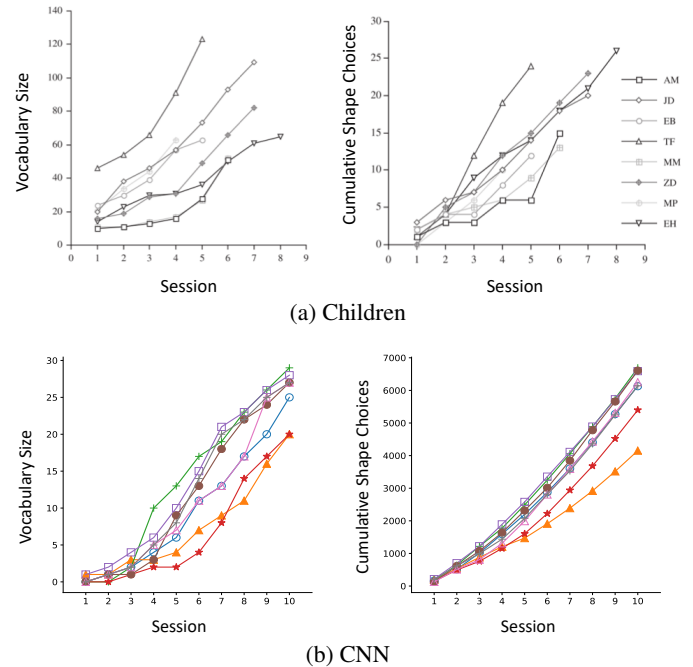 Vocabulary Size
140
120
100
80
60
40
20
0
0 1 2 3 4 5 6 7 8 9
Session
Cumulative Shape Choices
30
25
20
15
10
5
0
0 1 2 3 4 5 6 7 8 9
Session
AM
JD
EB
TF
MM
ZD
MP
EH
(a) Children
Vocabulary Size
30
25
20
15
10
5
0
1 2 3 4 5 6 7 8 9 10
Session
Cumulative Shape Choices
7000
6000
5000
4000
3000
2000
1000
0
1 2 3 4 5 6 7 8 9 10
Session
(b) CNN